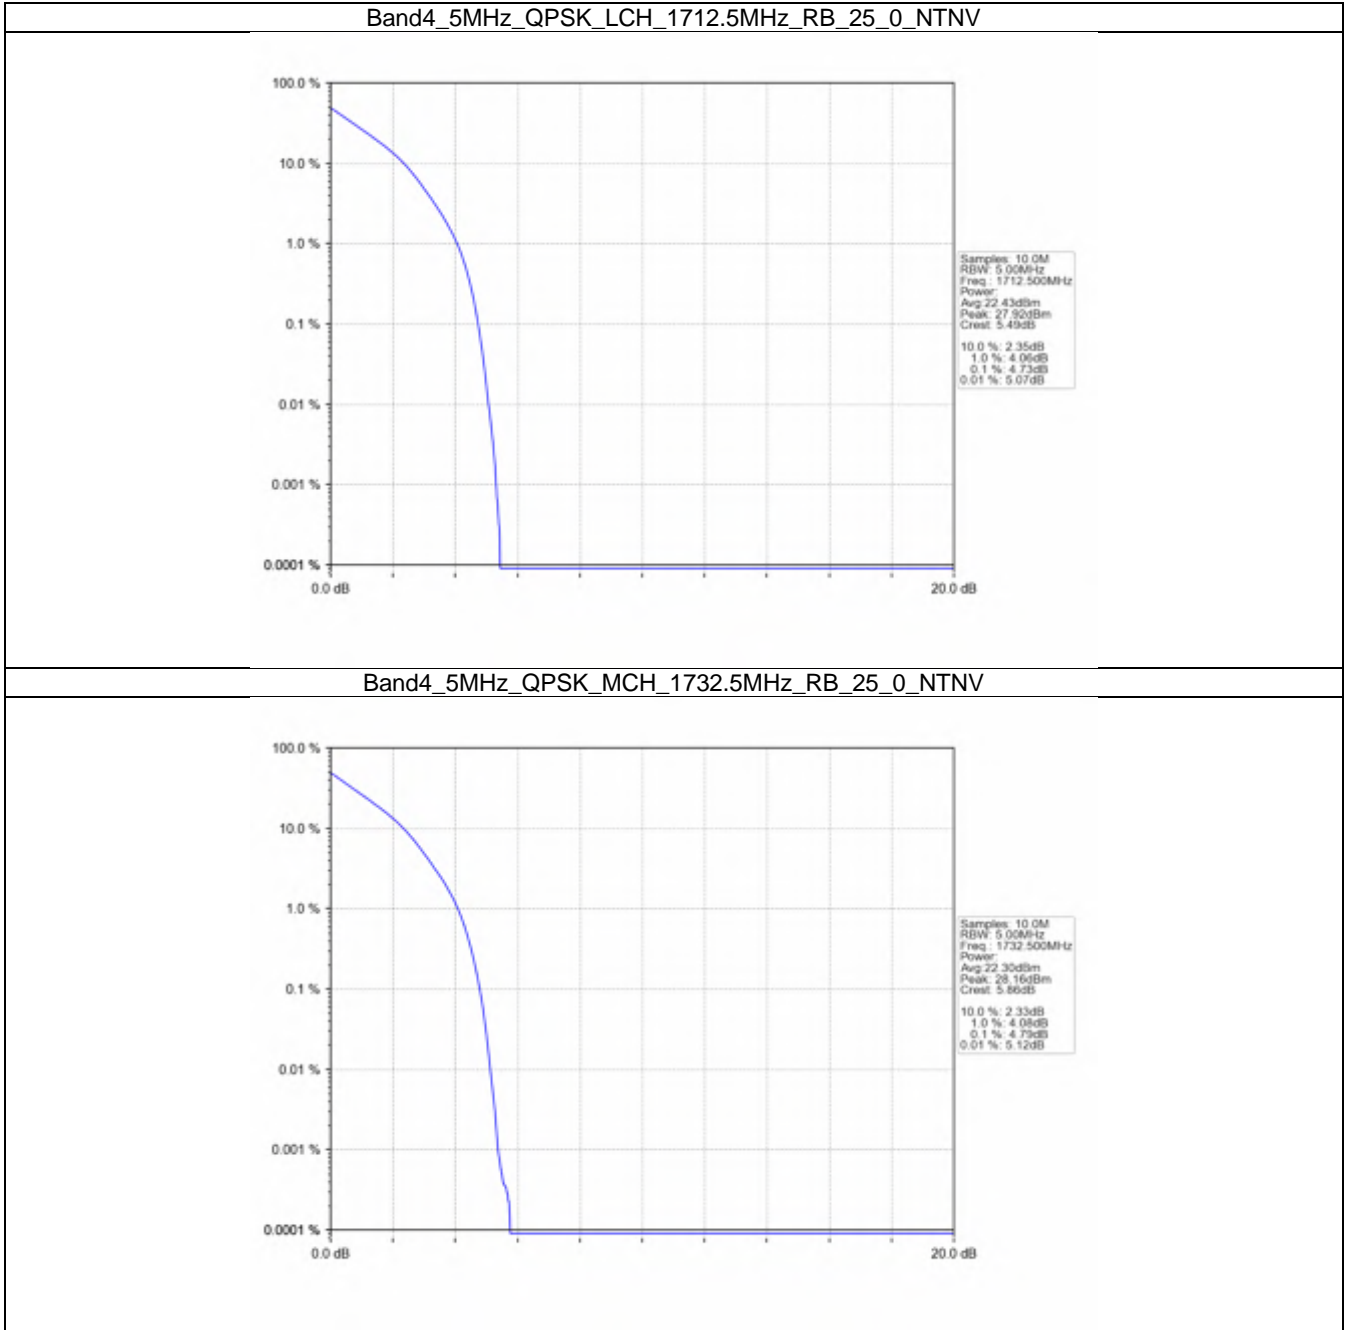 Band4_5MHz_QPSK_LCH_1712.5MHz_RB_25_0_NTNV
100.0 %
10.0 %
1.0 %
0.1 %
0.01 %
0.001 %
0.0001 %
0.0 dB
20.0 dB
Samples: 10.0M
RBW: 5.00MHz
Freq.: 1712.500MHz
Power:
Avg:22.43dBm
Peak: 27.92dBm
Crest: 5.49dB
10.0 %: 2.35dB
1.0 %: 4.06dB
0.1 %: 4.73dB
0.01 %: 5.07dB
Band4_5MHz_QPSK_MCH_1732.5MHz_RB_25_0_NTNV
100.0 %
10.0 %
1.0 %
0.1 %
0.01 %
0.001 %
0.0001 %
0.0 dB
20.0 dB
Samples: 10.0M
RBW: 5.00MHz
Freq.: 1732.500MHz
Power:
Avg:22.30dBm
Peak: 28.16dBm
Crest: 5.86dB
10.0 %: 2.33dB
1.0 %: 4.08dB
0.1 %: 4.79dB
0.01 %: 5.12dB